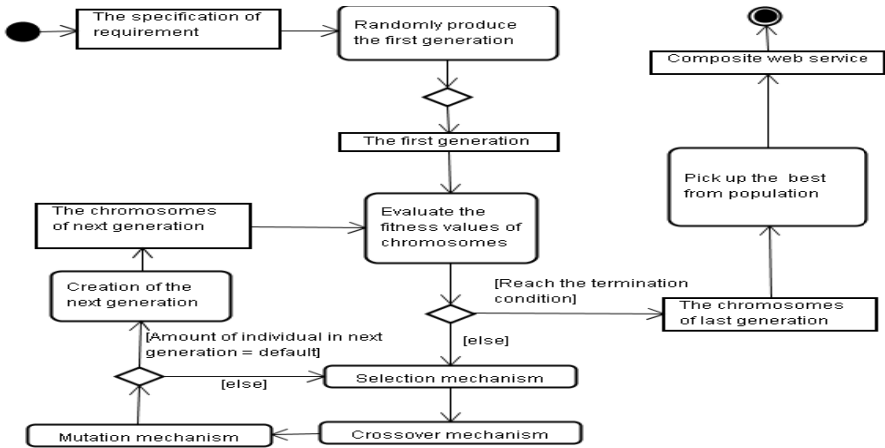 The specification of
requirement
Randomly produce
the first generation
Composite web service
The first generation
Pick up the best
from population
The chromosomes
of next generation
Evaluate the
fitness values of
chromosomes
Creation of the
next generation
[Reach the termination
condition]
The chromosomes
of last generation
[Amount of individual in next
generation = default]
[else]
[else]
Selection mechanism
Mutation mechanism
Crossover mechanism